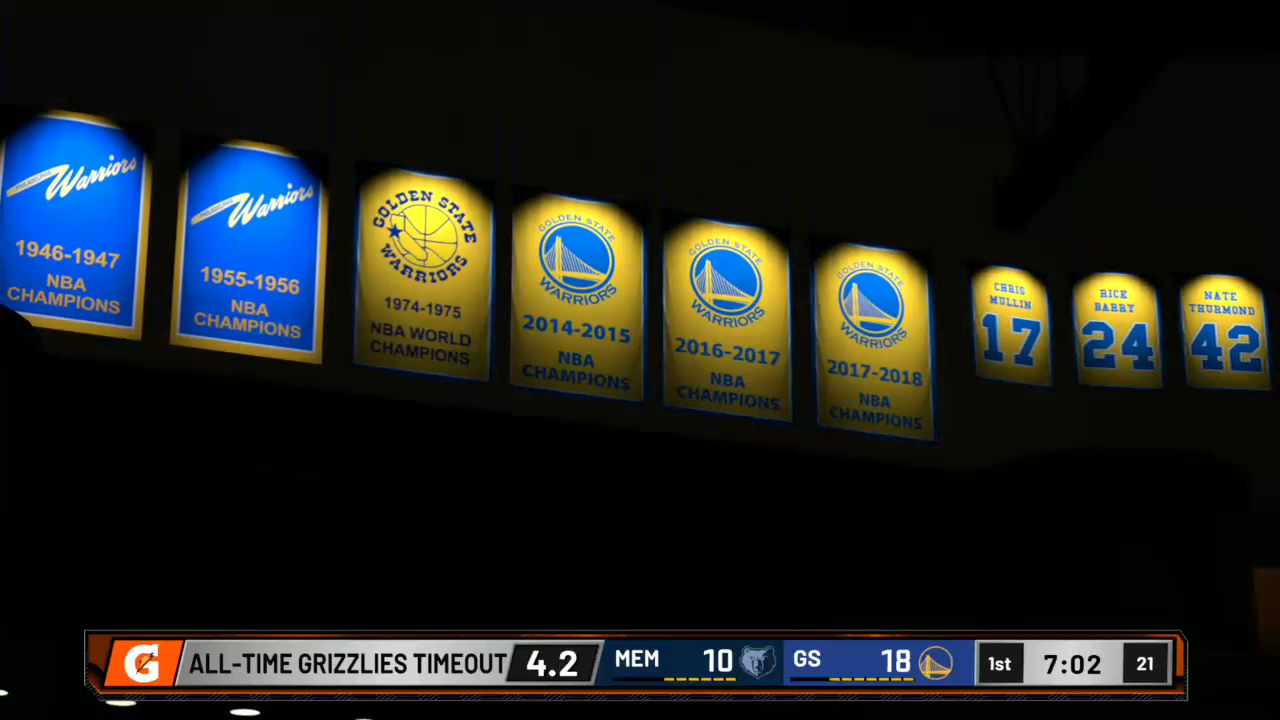 PHILADELPHIA
Warriors
1946-1947
NBA
CHAMPIONS
PHILADELPHIA
Warriors
1955-1956
NBA
CHAMPIONS
GOLDEN STATE
WARRIORS
1974-1975
NBA WORLD
CHAMPIONS
GOLDEN STATE
WARRIORS
2014-2015
NBA
CHAMPIONS
GOLDEN STATE
WARRIORS
2016-2017
NBA
CHAMPIONS
GOLDEN STATE
WARRIORS
2017-2018
NBA
CHAMPIONS
CHRIS
MULLIN
17
RICK
BARRY
24
NATE
THURMOND
42
G ALL-TIME GRIZZLIES TIMEOUT 4.2 MEM 10 GS 18 1st 7:02 21